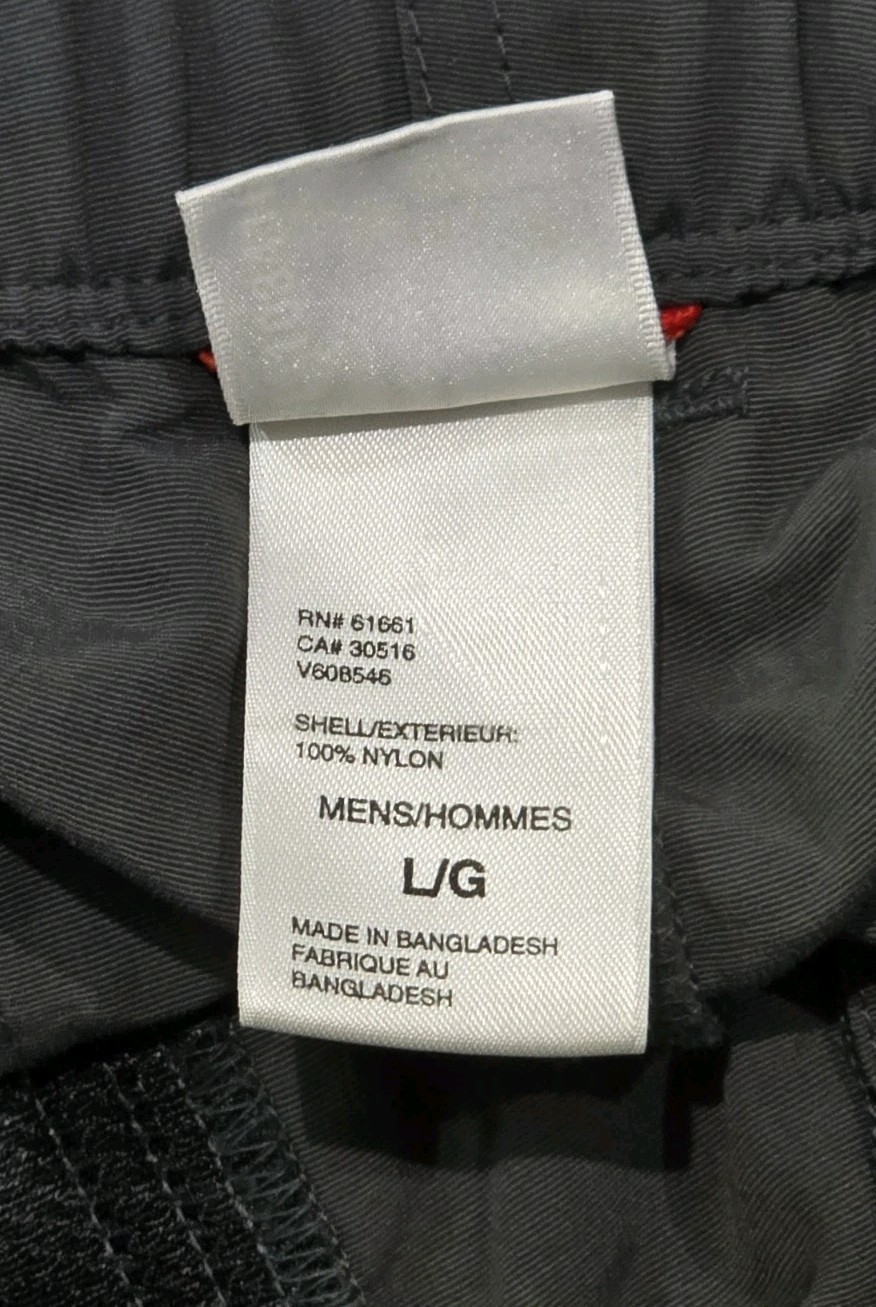 RN# 61661
CA# 30516
V608546
SHELL/EXTERIEUR:
100% NYLON
MENS/HOMMES
L/G
MADE IN BANGLADESH
FABRIQUE AU
BANGLADESH